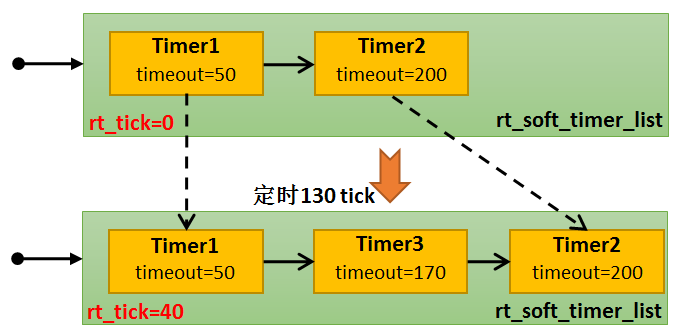 Timer1
timeout=50
Timer2
timeout=200
rt_tick=0
rt_soft_timer_list
定时130 tick
Timer1
timeout=50
Timer3
timeout=170
Timer2
timeout=200
rt_tick=40
rt_soft_timer_list